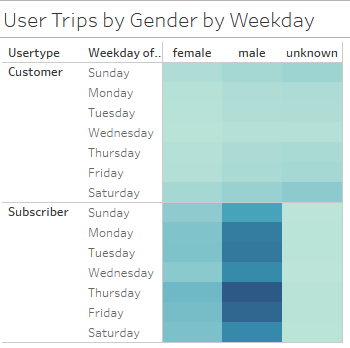 User Trips by Gender by Weekday
Usertype Weekday of.. female male unknown
Customer Sunday
Monday
Tuesday
Wednesday
Thursday
Friday
Saturday
Subscriber Sunday
Monday
Tuesday
Wednesday
Thursday
Friday
Saturday